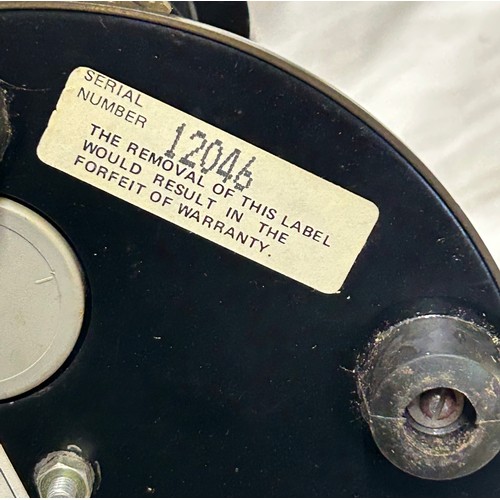 SERIAL
NUMBER 12046
THE REMOVAL OF THIS LABEL
WOULD RESULT IN THE
FORFEIT OF WARRANTY.